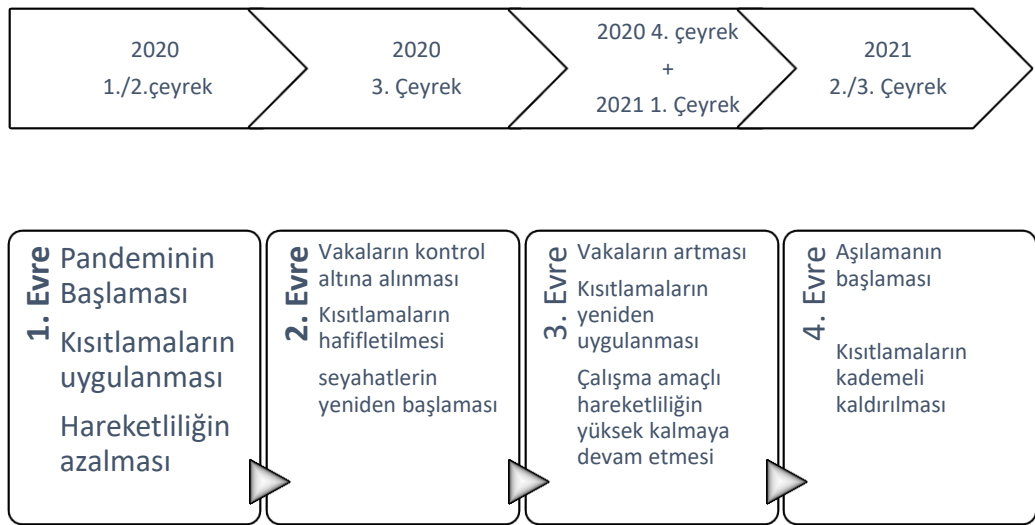 2020
1./2.çeyrek
2020
3. Çeyrek
2020 4. çeyrek
+
2021 1. Çeyrek
2021
2./3. Çeyrek
1. Evre
Pandeminin
Başlaması
Kısıtlamaların
uygulanması
Hareketliliğin
azalması
2. Evre
Vakaların kontrol
altına alınması
Kısıtlamaların
hafifletilmesi
seyahatlerin
yeniden başlaması
3. Evre
Vakaların artması
Kısıtlamaların
yeniden
uygulanması
Çalışma amaçlı
hareketliliğin
yüksek kalmaya
devam etmesi
4. Evre
Aşılamanın
başlaması
Kısıtlamaların
kademeli
kaldırılması